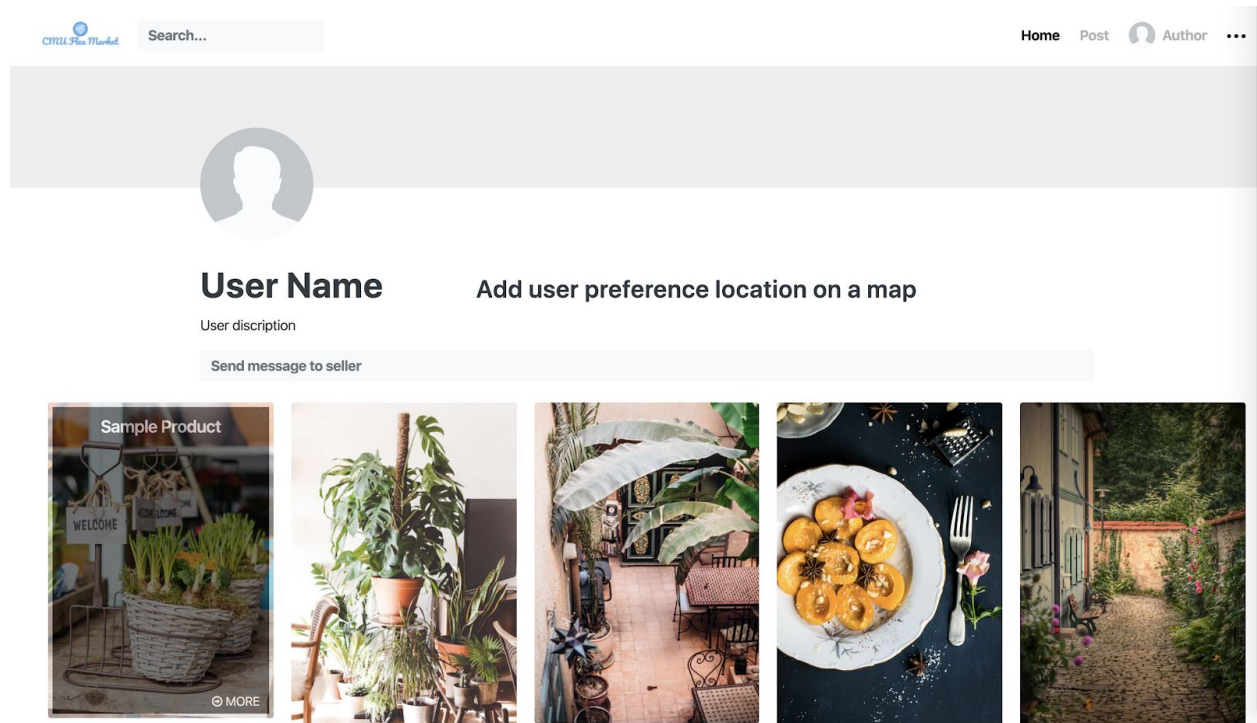 CMU Flea Market
Search...
Home Post Author
User Name
Add user preference location on a map
User discription
Send message to seller
Sample Product
WELCOME
MORE